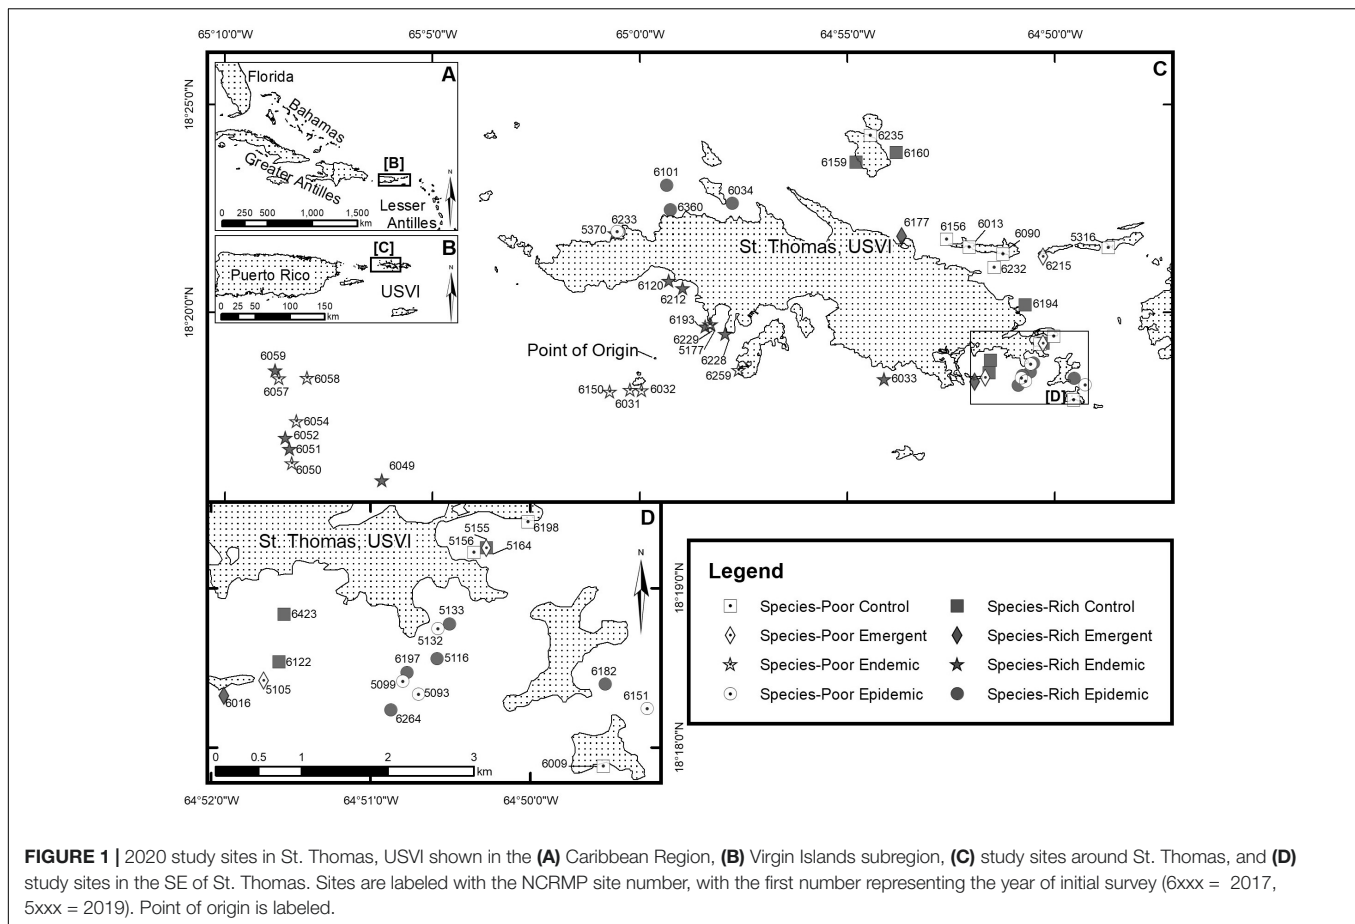 65°10'0"W 65°5'0"W 65°0'0"W 64°55'0"W 64°50'0"W
18°25'0"N
18°20'0"N
A
Florida
Bahamas
Greater Antilles
[B]
Lesser
Antilles
N
0 250 500 1,000 1,500
km
B
[C]
Puerto Rico
USVI
N
0 25 50 100 150
km
C
6235
6159
6160
6101
6034
6360
6233
5370
St. Thomas, USVI
6177
6156
6013
6090
5316
6232
6215
6120
6212
6194
6193
6229
5177
6228
Point of Origin
6259
6033
6150
6032
6031
[D]
6059
6058
6057
6054
6052
6051
6050
6049
N
D
St. Thomas, USVI
5155
6198
5156
5164
6423
5133
5132
6122
6197
5116
5105
5099
5093
6016
6264
6182
6151
6009
N
0 0.5 1 2 3
km
18°19'0"N
18°18'0"N
64°52'0"W 64°51'0"W 64°50'0"W
Legend
Species-Poor Control Species-Rich Control
Species-Poor Emergent Species-Rich Emergent
Species-Poor Endemic Species-Rich Endemic
Species-Poor Epidemic Species-Rich Epidemic
FIGURE 1 | 2020 study sites in St. Thomas, USVI shown in the (A) Caribbean Region, (B) Virgin Islands subregion, (C) study sites around St. Thomas, and (D)
study sites in the SE of St. Thomas. Sites are labeled with the NCRMP site number, with the first number representing the year of initial survey (6xxx = 2017,
5xxx = 2019). Point of origin is labeled.